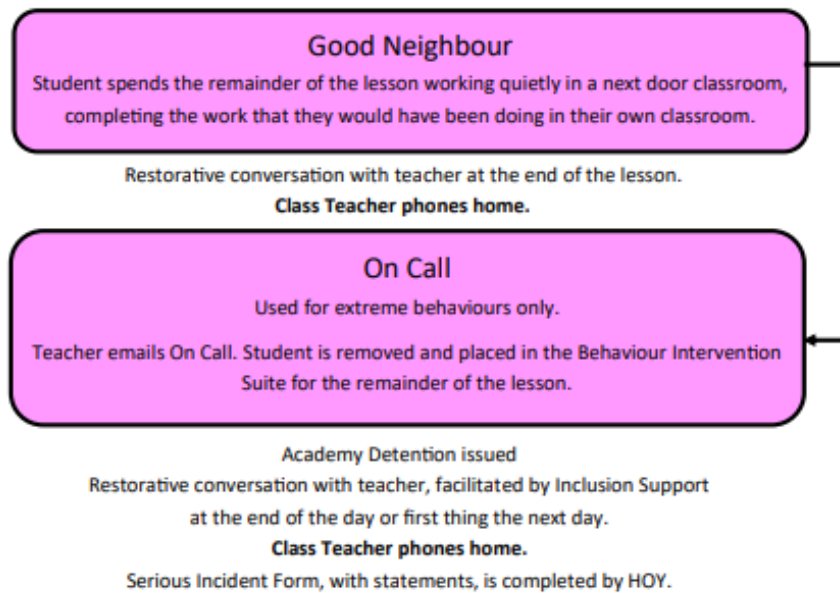 Good Neighbour
Student spends the remainder of the lesson working quietly in a next door classroom,
completing the work that they would have been doing in their own classroom.
Restorative conversation with teacher at the end of the lesson.
Class Teacher phones home.
On Call
Used for extreme behaviours only.
Teacher emails On Call. Student is removed and placed in the Behaviour Intervention
Suite for the remainder of the lesson.
Academy Detention issued
Restorative conversation with teacher, facilitated by Inclusion Support
at the end of the day or first thing the next day.
Class Teacher phones home.
Serious Incident Form, with statements, is completed by HOY.